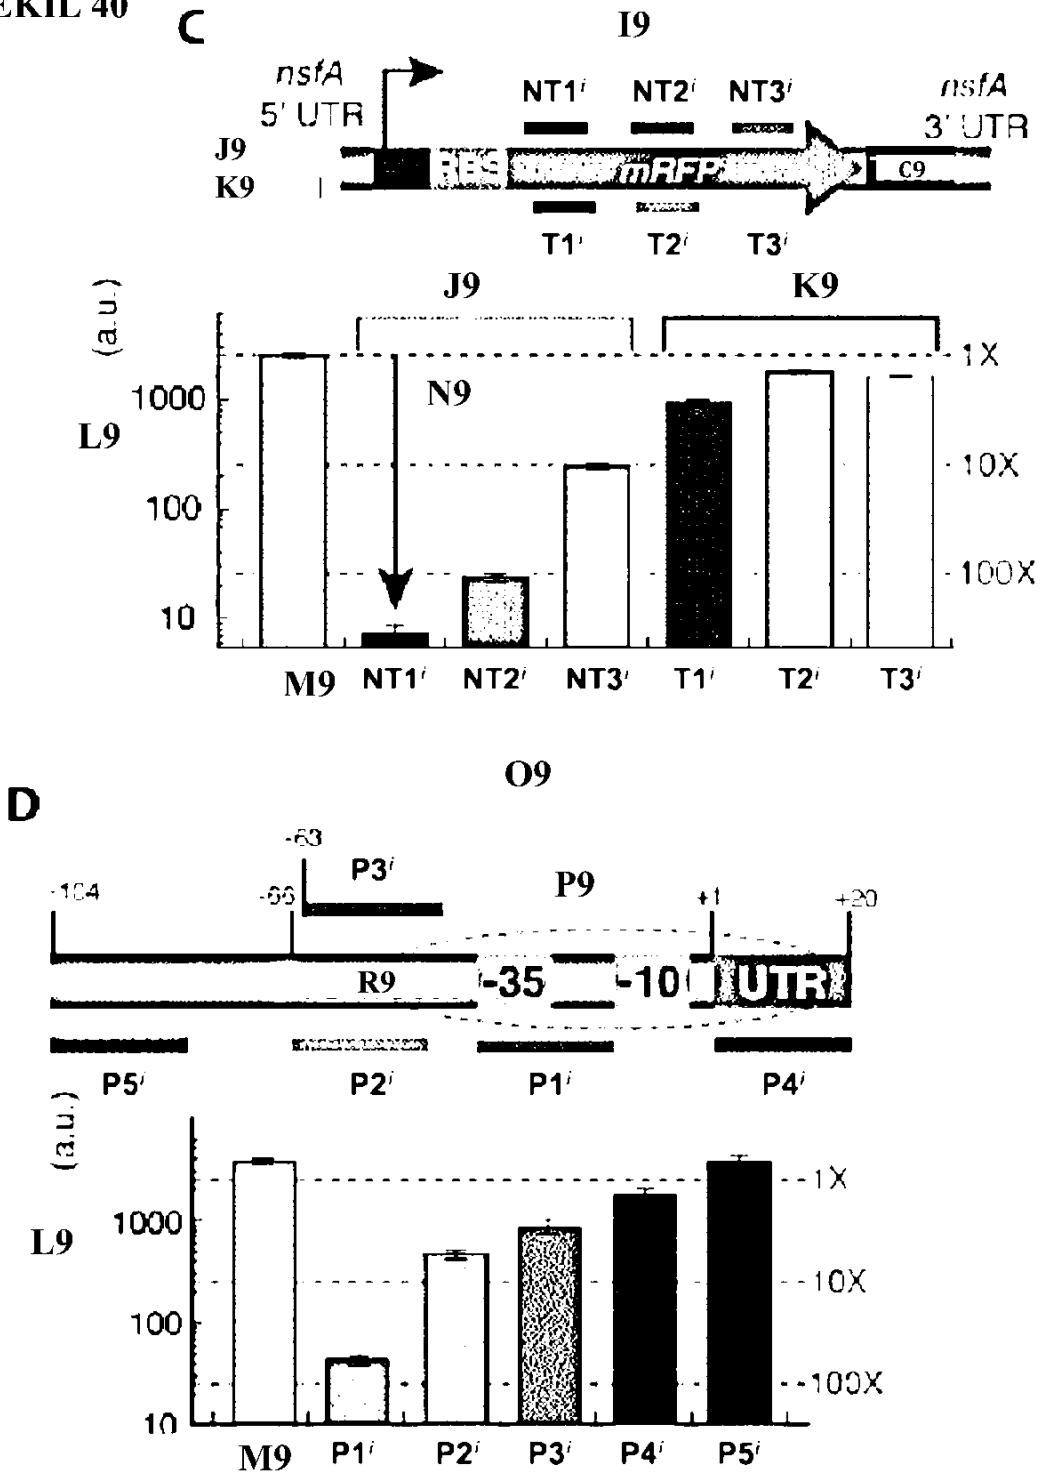 EKIL 40
C
I9
nsfA
5' UTR
NT1ⁱ NT2ⁱ NT3ⁱ
nsfA
3' UTR
J9
K9
RBS mRFP C9
T1ⁱ T2ⁱ T3ⁱ
J9 K9
(a.u.)
L9
1X
N9
1000
10X
100
100X
10
M9 NT1ⁱ NT2ⁱ NT3ⁱ T1ⁱ T2ⁱ T3ⁱ
O9
D
-63
P3ⁱ
P9
-104 -66 +1 +20
R9 -35 -10 UTR
P5ⁱ P2ⁱ P1ⁱ P4ⁱ
(a.u.)
L9
1X
1000
10X
100
100X
10
M9 P1ⁱ P2ⁱ P3ⁱ P4ⁱ P5ⁱ